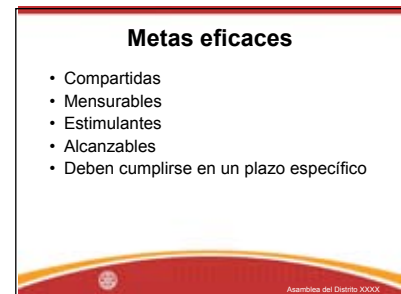 Metas eficaces
• Compartidas
• Mensurables
• Estimulantes
• Alcanzables
• Deben cumplirse en un plazo específico
Asamblea del Distrito XXXX